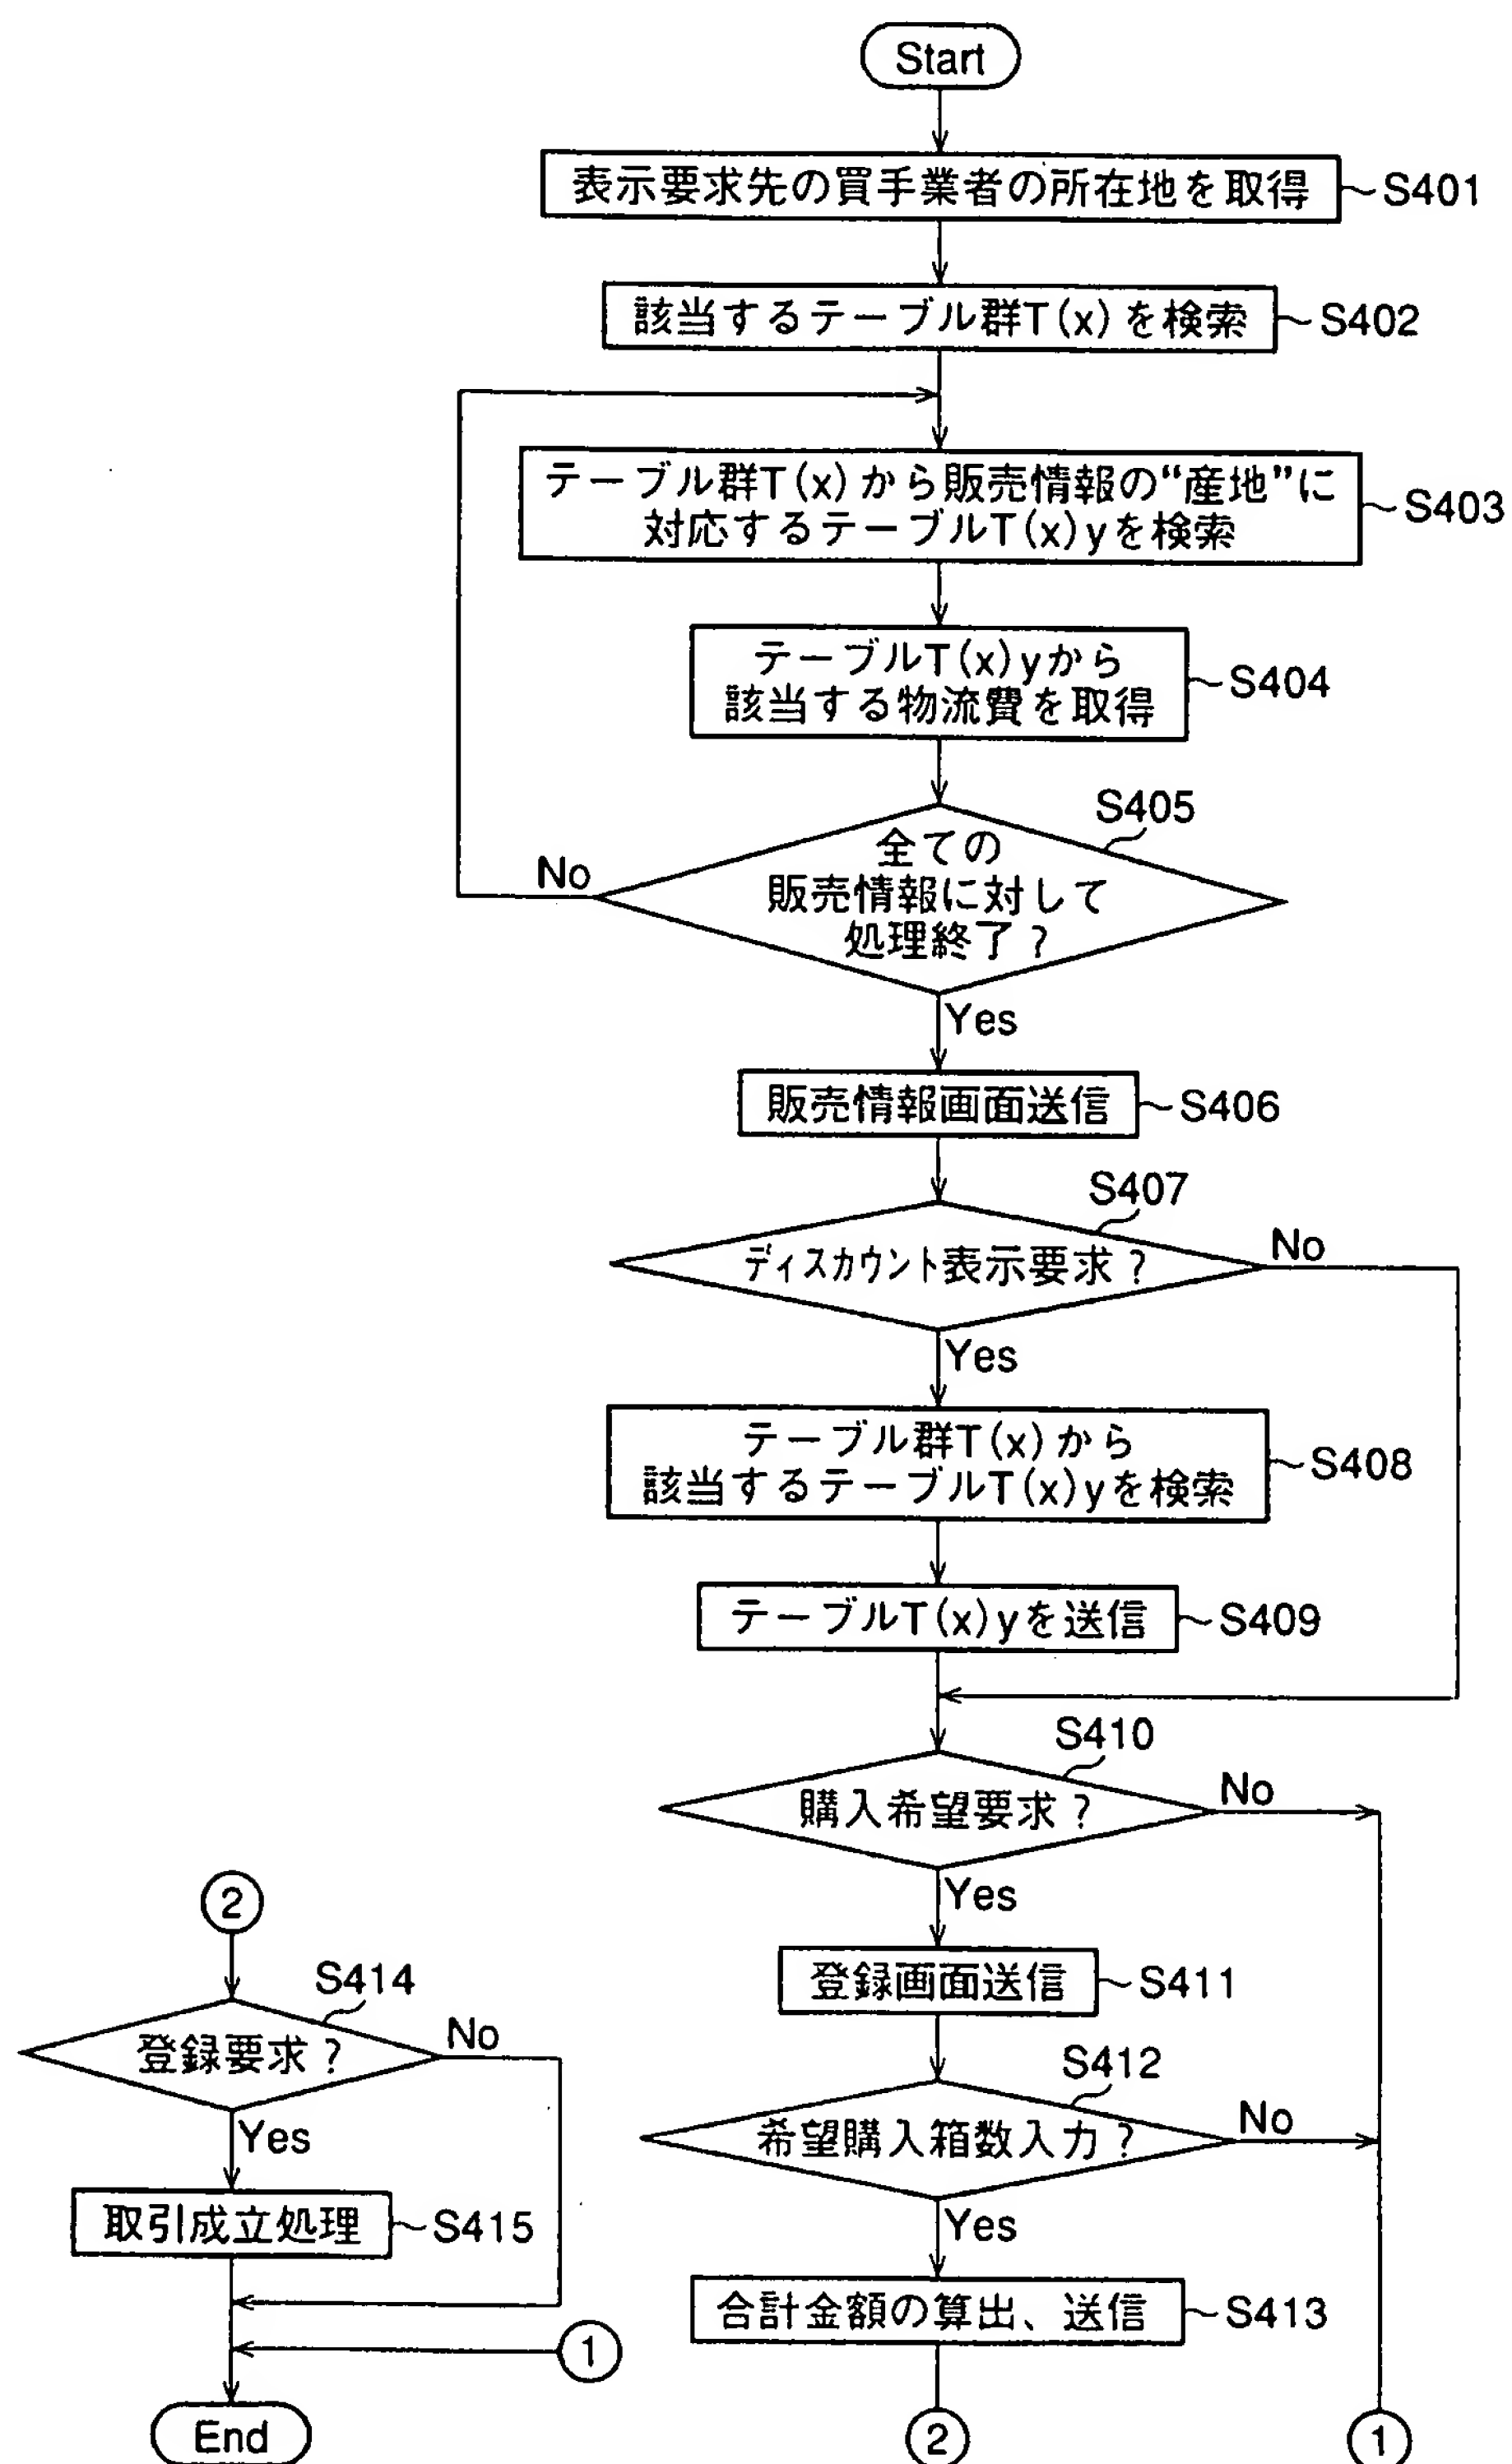 Start
表示要求先の買手業者の所在地を取得
S401
該当するテーブル群T(x)を検索
S402
テーブル群T(x)から販売情報の“産地”に
対応するテーブルT(x)yを検索
S403
テーブルT(x)yから
該当する物流費を取得
S404
S405
全ての
販売情報に対して
処理終了?
No
Yes
販売情報画面送信
S406
S407
ディスカウント表示要求?
No
Yes
テーブル群T(x)から
該当するテーブルT(x)yを検索
S408
テーブルT(x)yを送信
S409
S410
購入希望要求?
No
Yes
登録画面送信
S411
S412
希望購入箱数入力?
No
Yes
合計金額の算出、送信
S413
2
1
2
S414
登録要求?
No
Yes
取引成立処理
S415
1
End